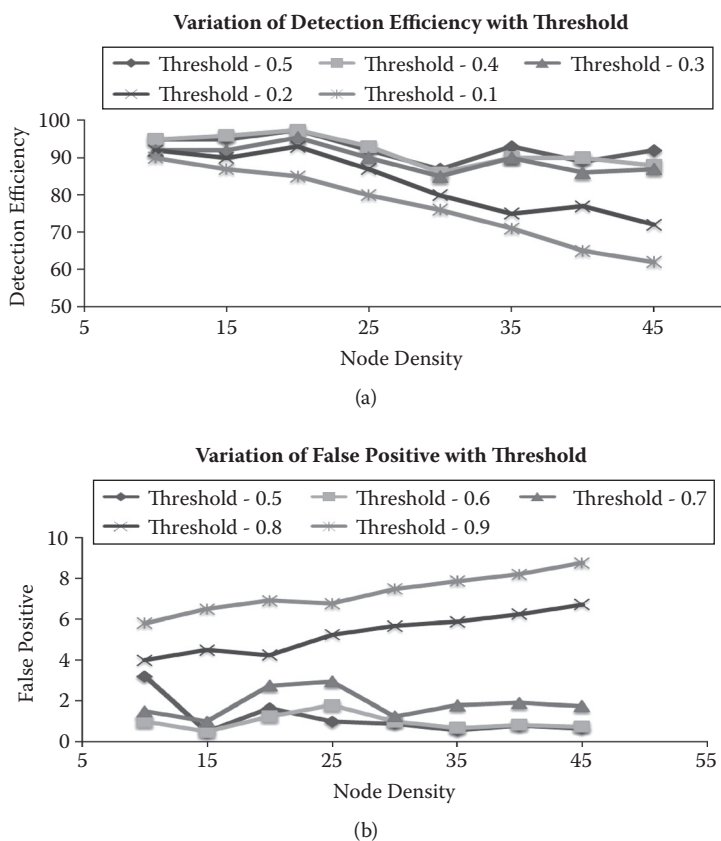 Variation of Detection Efficiency with Threshold
Threshold - 0.5 Threshold - 0.4 Threshold - 0.3
Threshold - 0.2 Threshold - 0.1
100
90
80
70
60
50
Detection Efficiency
5 15 25 35 45
Node Density
(a)
Variation of False Positive with Threshold
Threshold - 0.5 Threshold - 0.6 Threshold - 0.7
Threshold - 0.8 Threshold - 0.9
10
8
6
4
2
0
False Positive
5 15 25 35 45 55
Node Density
(b)